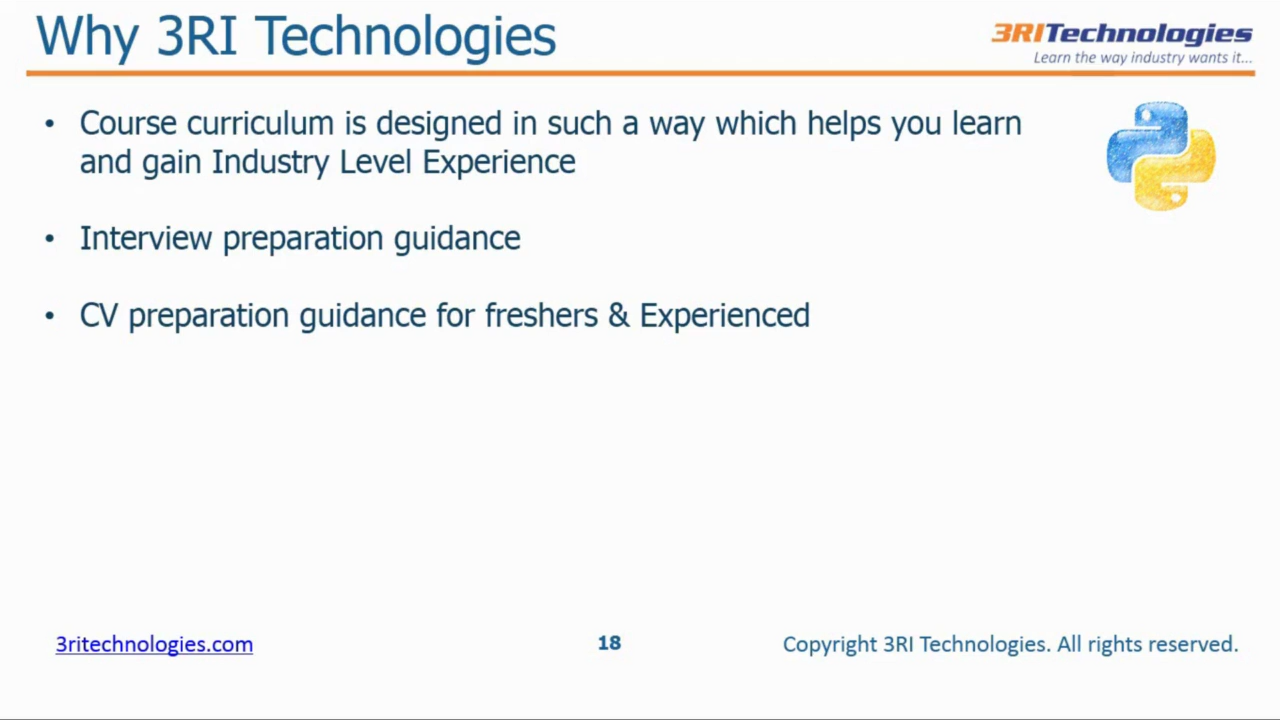 Why 3RI Technologies
3RITechnologies
Learn the way industry wants it...
• Course curriculum is designed in such a way which helps you learn
and gain Industry Level Experience
• Interview preparation guidance
• CV preparation guidance for freshers & Experienced
3ritechnologies.com
18
Copyright 3RI Technologies. All rights reserved.